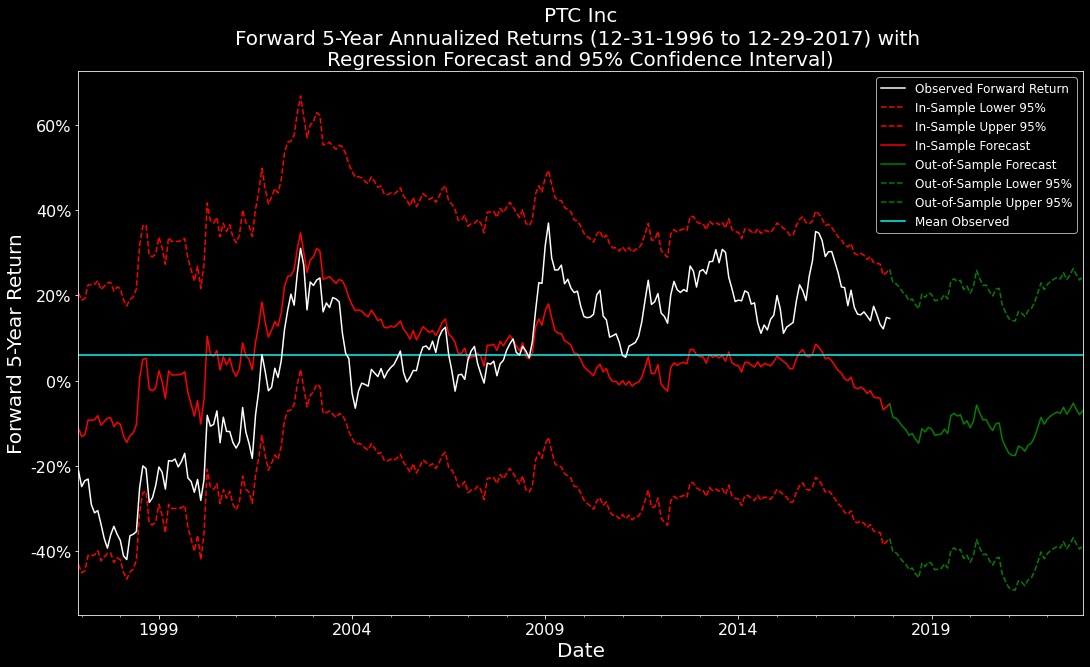 PTC Inc
Forward 5-Year Annualized Returns (12-31-1996 to 12-29-2017) with
Regression Forecast and 95% Confidence Interval)
Observed Forward Return
In-Sample Lower 95%
In-Sample Upper 95%
In-Sample Forecast
Out-of-Sample Forecast
Out-of-Sample Lower 95%
Out-of-Sample Upper 95%
Mean Observed
Forward 5-Year Return
60%
40%
20%
0%
-20%
-40%
1999
2004
2009
2014
2019
Date